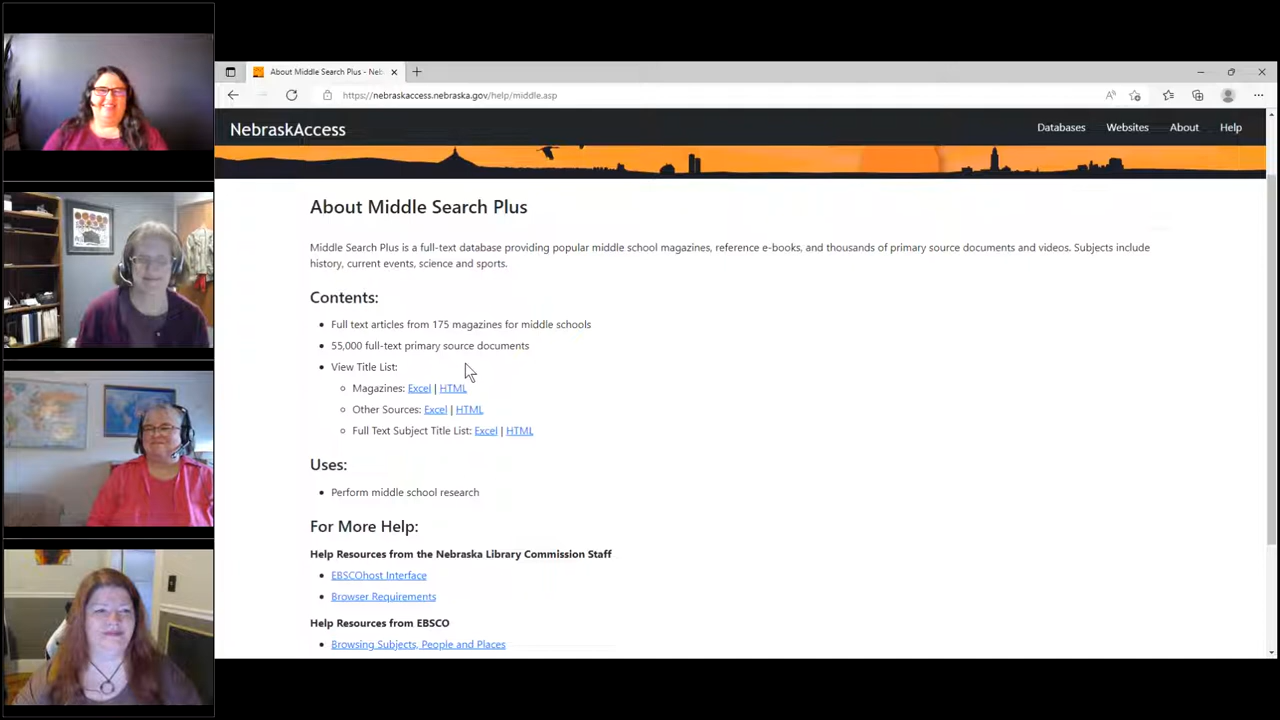 About Middle Search Plus - Neb
https://nebraskaccess.nebraska.gov/help/middle.asp
NebraskAccess
Databases Websites About Help
About Middle Search Plus
Middle Search Plus is a full-text database providing popular middle school magazines, reference e-books, and thousands of primary source documents and videos. Subjects include
history, current events, science and sports.
Contents:
Full text articles from 175 magazines for middle schools
55,000 full-text primary source documents
View Title List:
Magazines: Excel | HTML
Other Sources: Excel | HTML
Full Text Subject Title List: Excel | HTML
Uses:
Perform middle school research
For More Help:
Help Resources from the Nebraska Library Commission Staff
EBSCOhost Interface
Browser Requirements
Help Resources from EBSCO
Browsing Subjects, People and Places